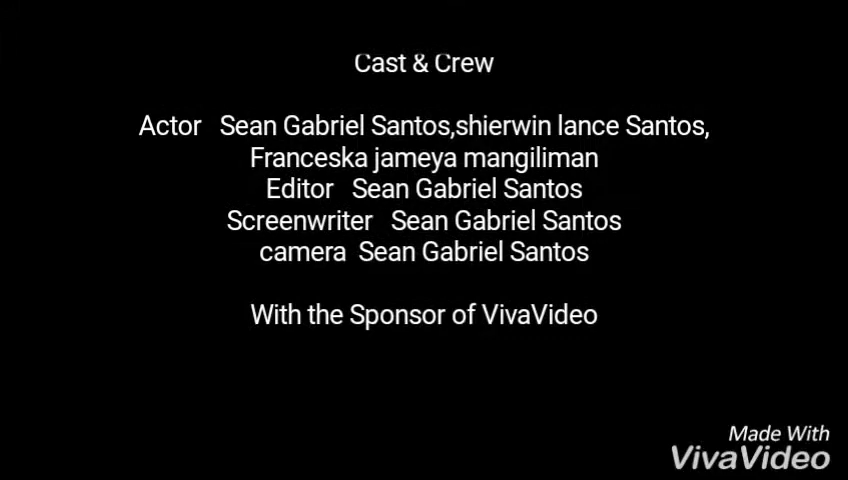 Cast & Crew
Actor Sean Gabriel Santos,shierwin lance Santos,
Franceska jameya mangiliman
Editor Sean Gabriel Santos
Screenwriter Sean Gabriel Santos
camera Sean Gabriel Santos
With the Sponsor of VivaVideo
Made With
VivaVideo